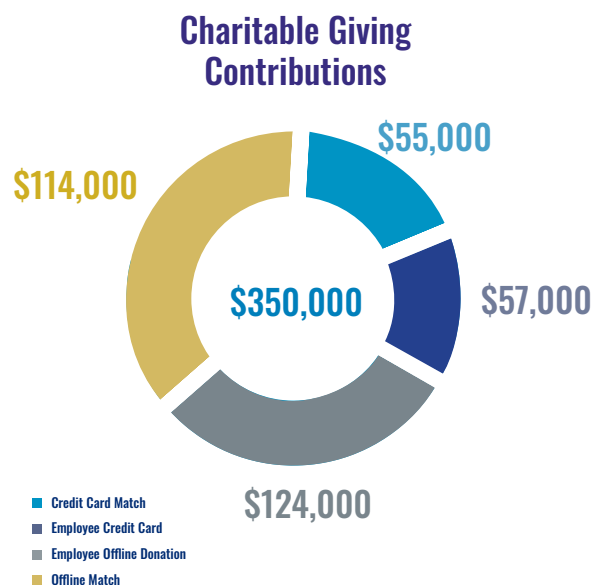 Charitable Giving
Contributions
$55,000
$114,000
$350,000
$57,000
$124,000
Credit Card Match
Employee Credit Card
Employee Offline Donation
Offline Match